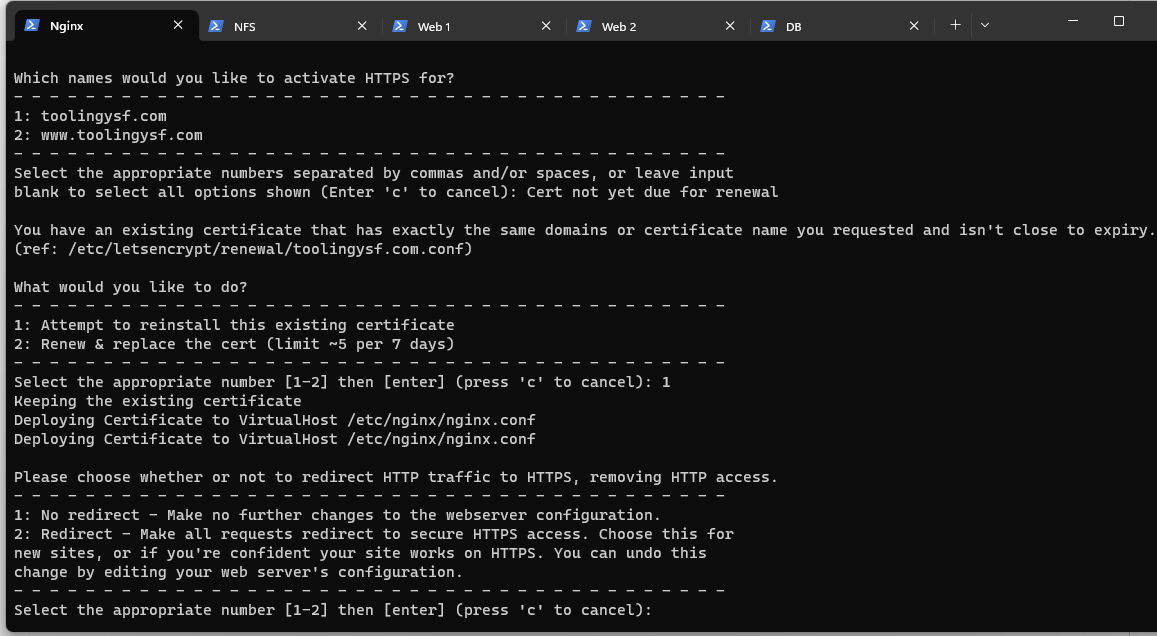 Nginx
NFS
Web 1
Web 2
DB
Which names would you like to activate HTTPS for?
- - - - - - - - - - - - - - - - - - - - - - - - - - - - - - - - - - - - - - - -
1: toolingysf.com
2: www.toolingysf.com
- - - - - - - - - - - - - - - - - - - - - - - - - - - - - - - - - - - - - - - -
Select the appropriate numbers separated by commas and/or spaces, or leave input
blank to select all options shown (Enter 'c' to cancel): Cert not yet due for renewal
You have an existing certificate that has exactly the same domains or certificate name you requested and isn't close to expiry.
(ref: /etc/letsencrypt/renewal/toolingysf.com.conf)
What would you like to do?
- - - - - - - - - - - - - - - - - - - - - - - - - - - - - - - - - - - - - - - -
1: Attempt to reinstall this existing certificate
2: Renew & replace the cert (limit ~5 per 7 days)
- - - - - - - - - - - - - - - - - - - - - - - - - - - - - - - - - - - - - - - -
Select the appropriate number [1-2] then [enter] (press 'c' to cancel): 1
Keeping the existing certificate
Deploying Certificate to VirtualHost /etc/nginx/nginx.conf
Deploying Certificate to VirtualHost /etc/nginx/nginx.conf
Please choose whether or not to redirect HTTP traffic to HTTPS, removing HTTP access.
- - - - - - - - - - - - - - - - - - - - - - - - - - - - - - - - - - - - - - - -
1: No redirect - Make no further changes to the webserver configuration.
2: Redirect - Make all requests redirect to secure HTTPS access. Choose this for
new sites, or if you're confident your site works on HTTPS. You can undo this
change by editing your web server's configuration.
- - - - - - - - - - - - - - - - - - - - - - - - - - - - - - - - - - - - - - - -
Select the appropriate number [1-2] then [enter] (press 'c' to cancel):